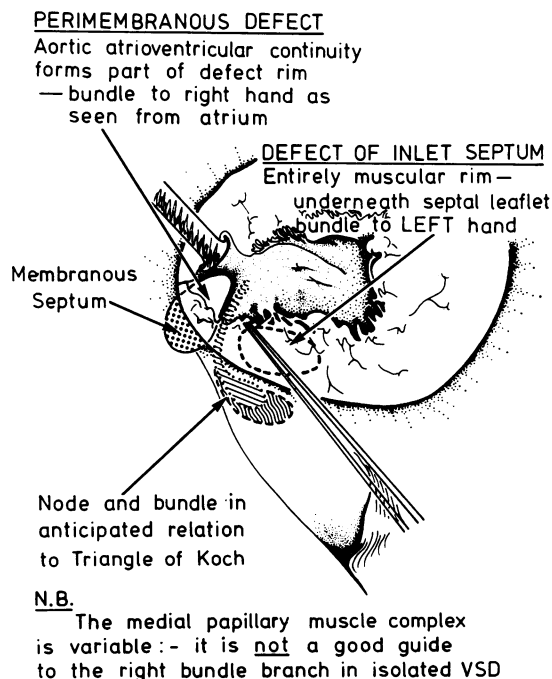 PERIMEMBRANOUS DEFECT
Aortic atrioventricular continuity
forms part of defect rim
— bundle to right hand as
seen from atrium
DEFECT OF INLET SEPTUM
Entirely muscular rim —
underneath septal leaflet
bundle to LEFT hand
Membranous
Septum
Node and bundle in
anticipated relation
to Triangle of Koch
N.B.
The medial papillary muscle complex
is variable :- it is not a good guide
to the right bundle branch in isolated VSD